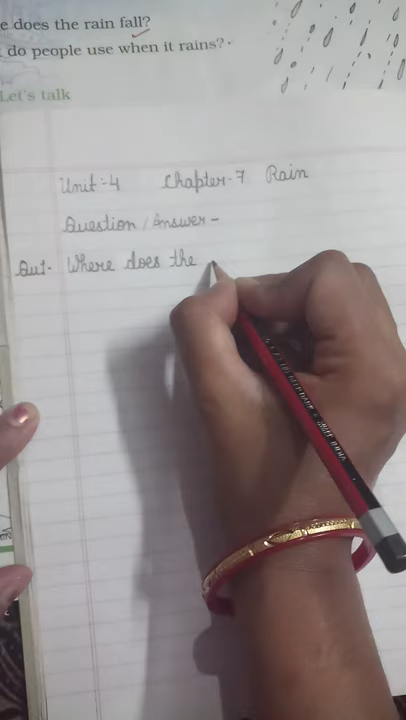 e does the rain fall?
do people use when it rains?
Let's talk
Unit-4 Chapter-7 Rain
Question / Answer -
Qu1- Where does the